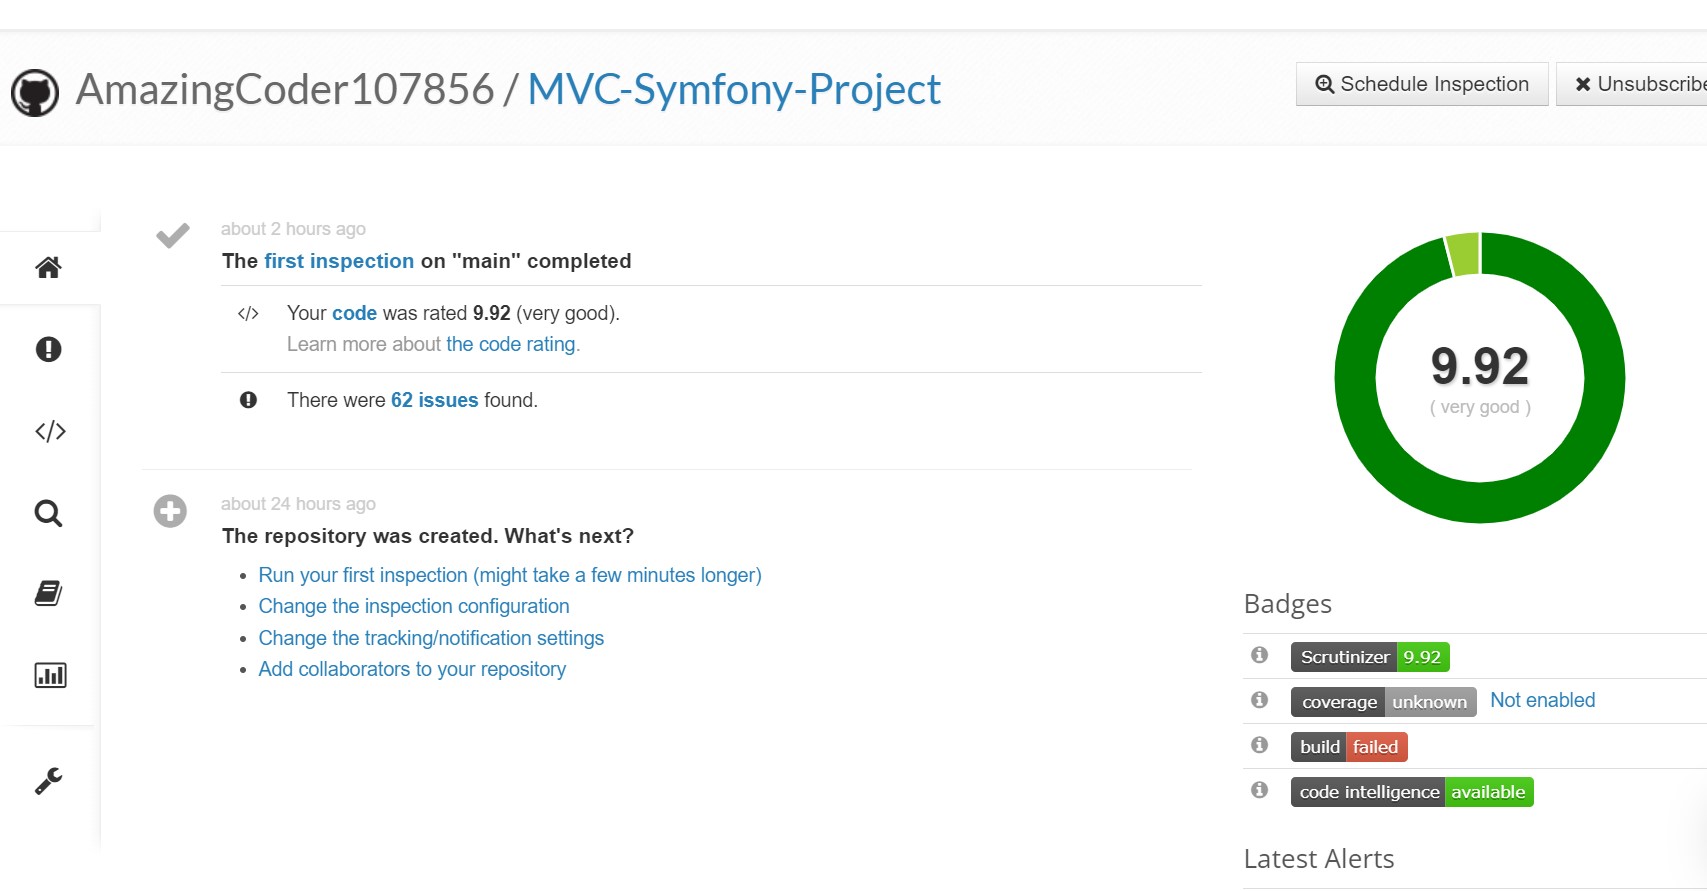 AmazingCoder107856 / MVC-Symfony-Project
Schedule Inspection
Unsubscribe
about 2 hours ago
The first inspection on "main" completed
</> Your code was rated 9.92 (very good).
Learn more about the code rating.
There were 62 issues found.
about 24 hours ago
The repository was created. What's next?
Run your first inspection (might take a few minutes longer)
Change the inspection configuration
Change the tracking/notification settings
Add collaborators to your repository
9.92
( very good )
Badges
Scrutinizer 9.92
coverage unknown Not enabled
build failed
code intelligence available
Latest Alerts